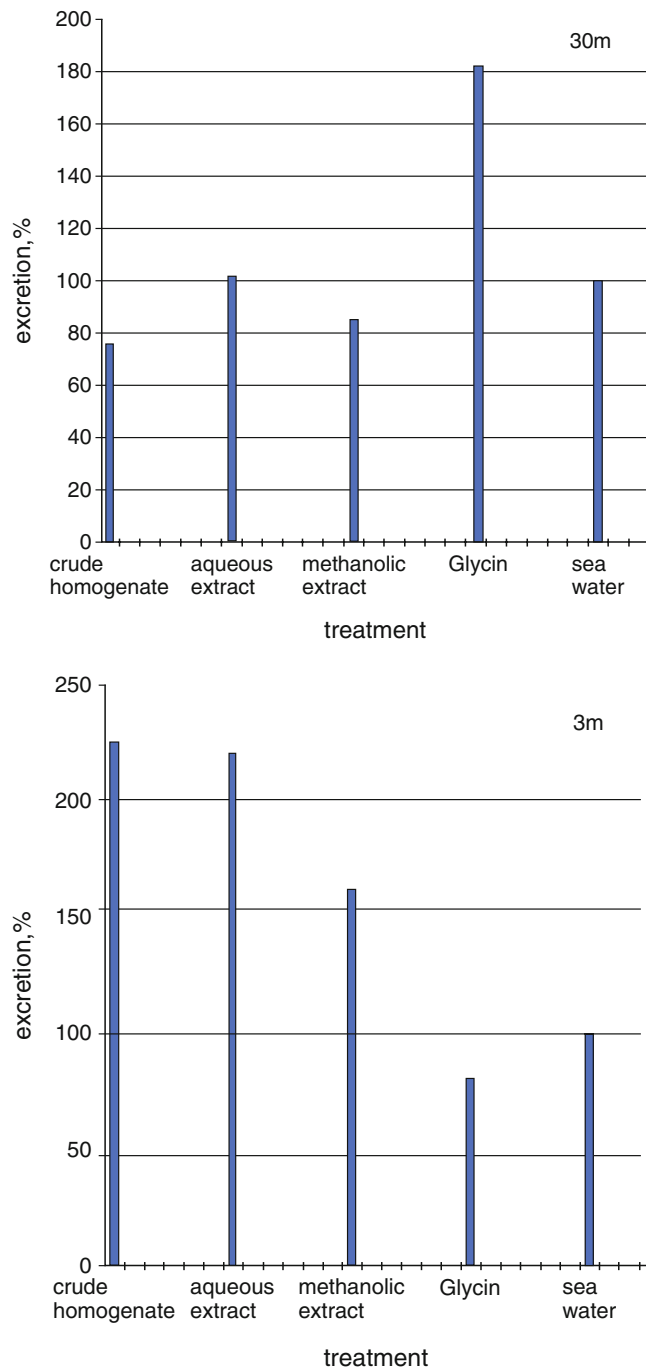 200
30m
180
160
140
120
100
80
60
40
20
0
excretion,%
crude homogenate
aqueous extract
methanolic extract
Glycin
sea water
treatment
250
3m
200
150
100
50
0
excretion,%
crude homogenate
aqueous extract
methanolic extract
Glycin
sea water
treatment